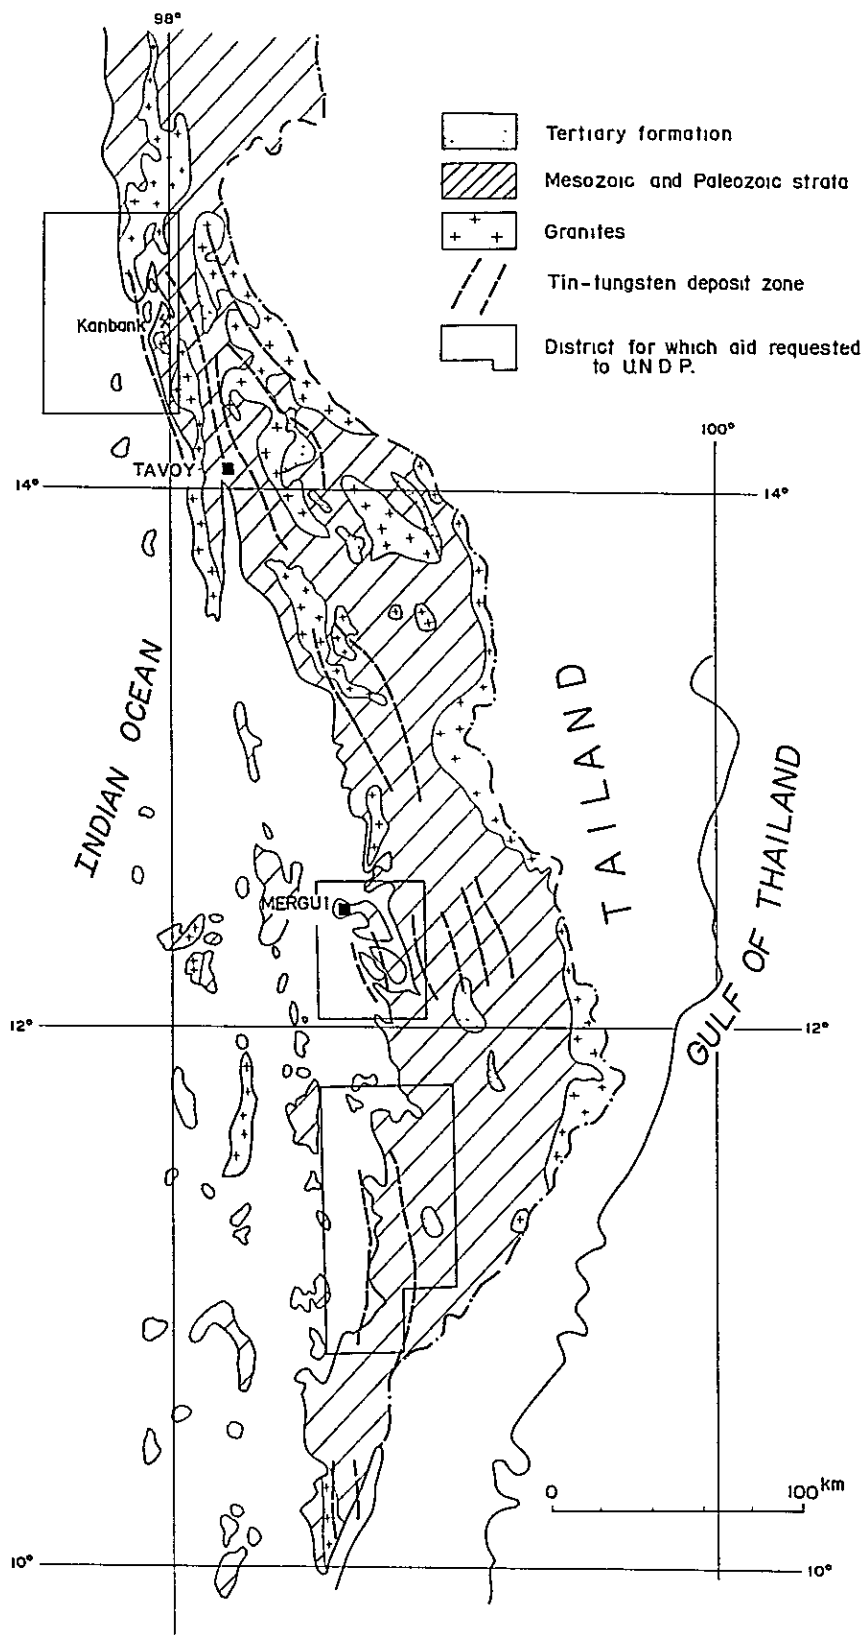 98°
Tertiary formation
Mesozoic and Paleozoic strata
Granites
Tin-tungsten deposit zone
District for which aid requested
to U.N D P.
Kanbank
100°
TAVOY
14°
14°
INDIAN OCEAN
TAILAND
GULF OF THAILAND
MERGUI
12°
12°
0
100km
10°
10°